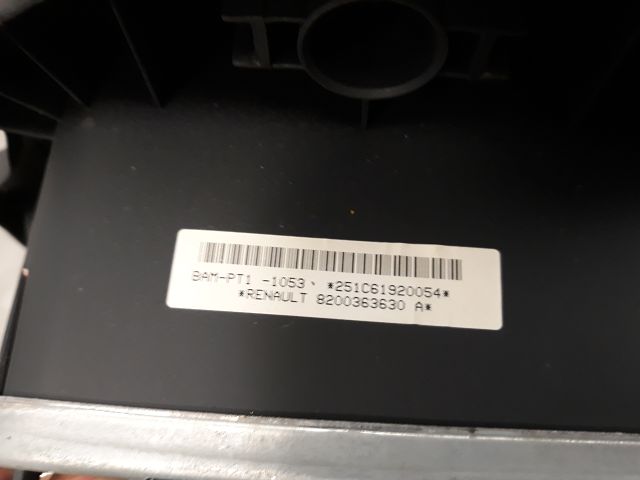 BAM-PT1 -1053 *251C61920054*
*RENAULT 8200363630 A*